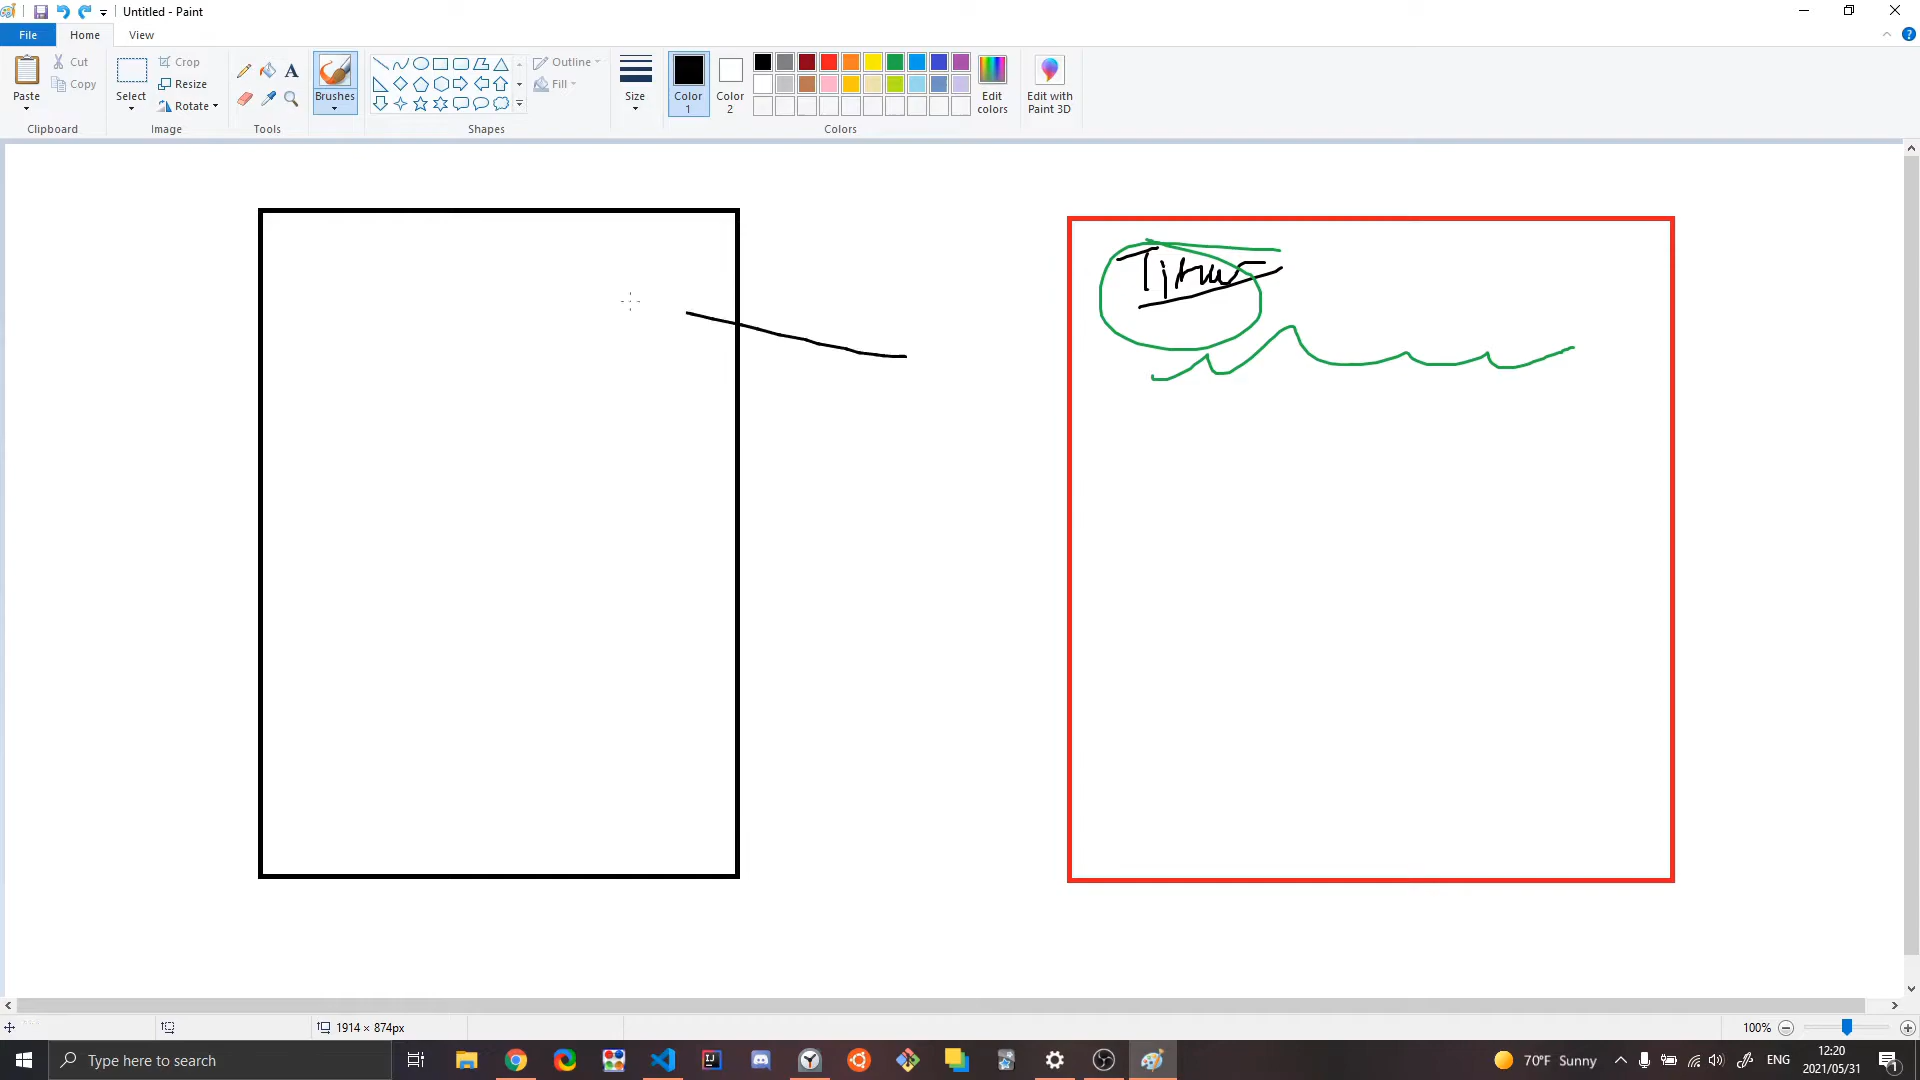 Untitled - Paint
File Home View
Paste
Cut
Copy
Clipboard
Select
Crop
Resize
Rotate
Image
Tools
Brushes
Shapes
Outline
Fill
Size
Color 1
Color 2
Colors
Edit colors
Edit with Paint 3D
1914 × 874px
100%
Type here to search
70°F Sunny
ENG
12:20
2021/05/31
1